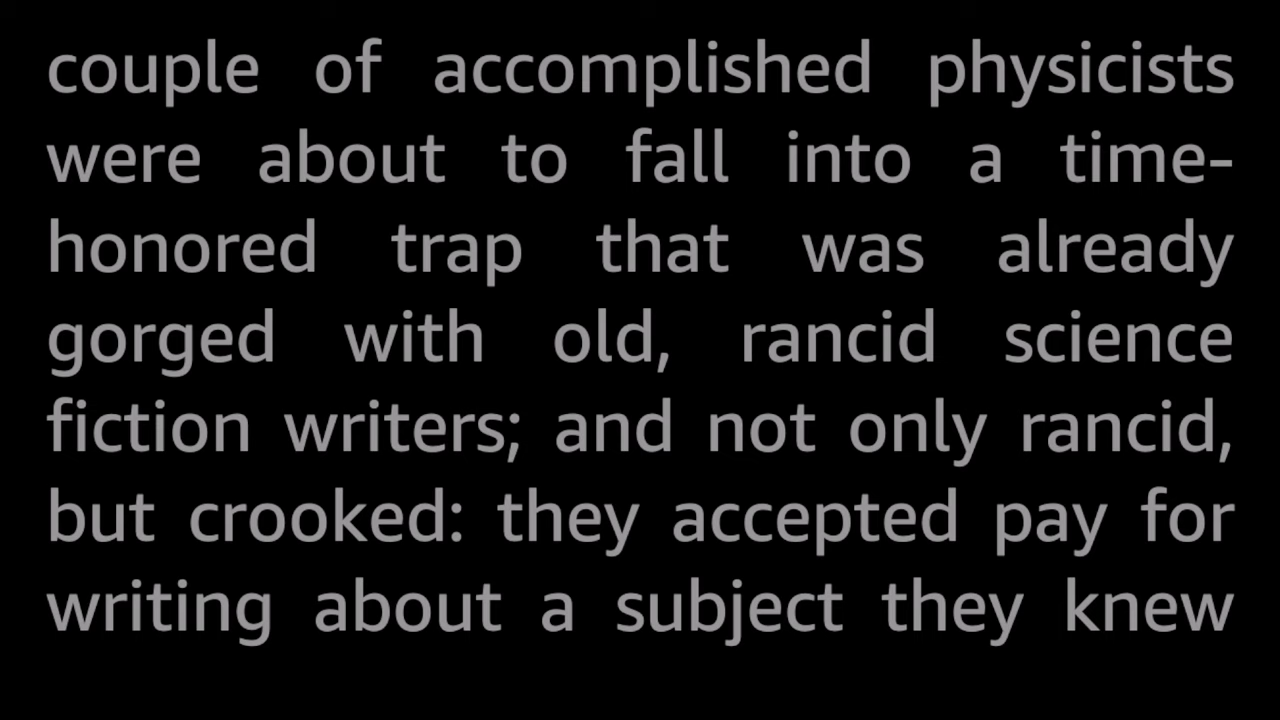 couple of accomplished physicists
were about to fall into a time-
honored trap that was already
gorged with old, rancid science
fiction writers; and not only rancid,
but crooked: they accepted pay for
writing about a subject they knew